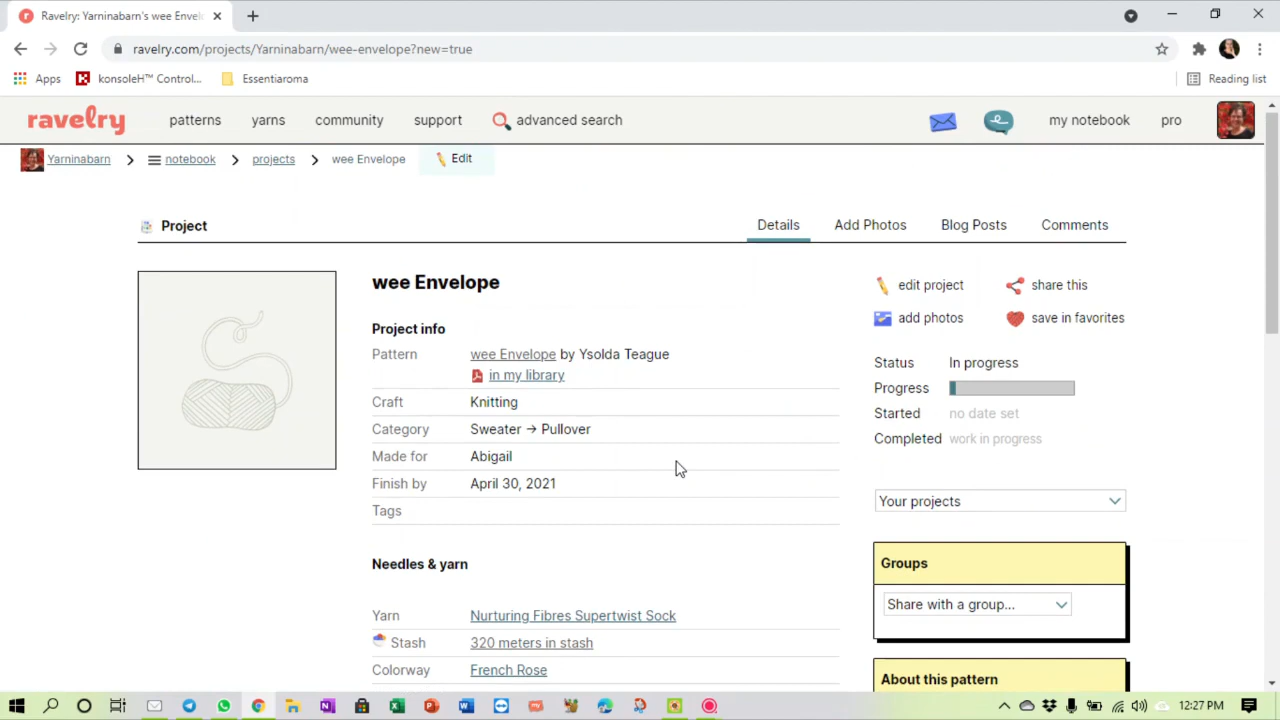 Ravelry: Yarninabarn's wee Envel
ravelry.com/projects/Yarninabarn/wee-envelope?new=true
Apps
konsoleH™ Control...
Essentiaroma
Reading list
ravelry
patterns
yarns
community
support
advanced search
my notebook
pro
Yarninabarn
notebook
projects
wee Envelope
Edit
Project
Details
Add Photos
Blog Posts
Comments
wee Envelope
Project info
Pattern wee Envelope by Ysolda Teague
in my library
Craft Knitting
Category Sweater → Pullover
Made for Abigail
Finish by April 30, 2021
Tags
Needles & yarn
Yarn Nurturing Fibres Supertwist Sock
Stash 320 meters in stash
Colorway French Rose
edit project
share this
add photos
save in favorites
Status In progress
Progress
Started no date set
Completed work in progress
Your projects
Groups
Share with a group...
About this pattern
12:27 PM